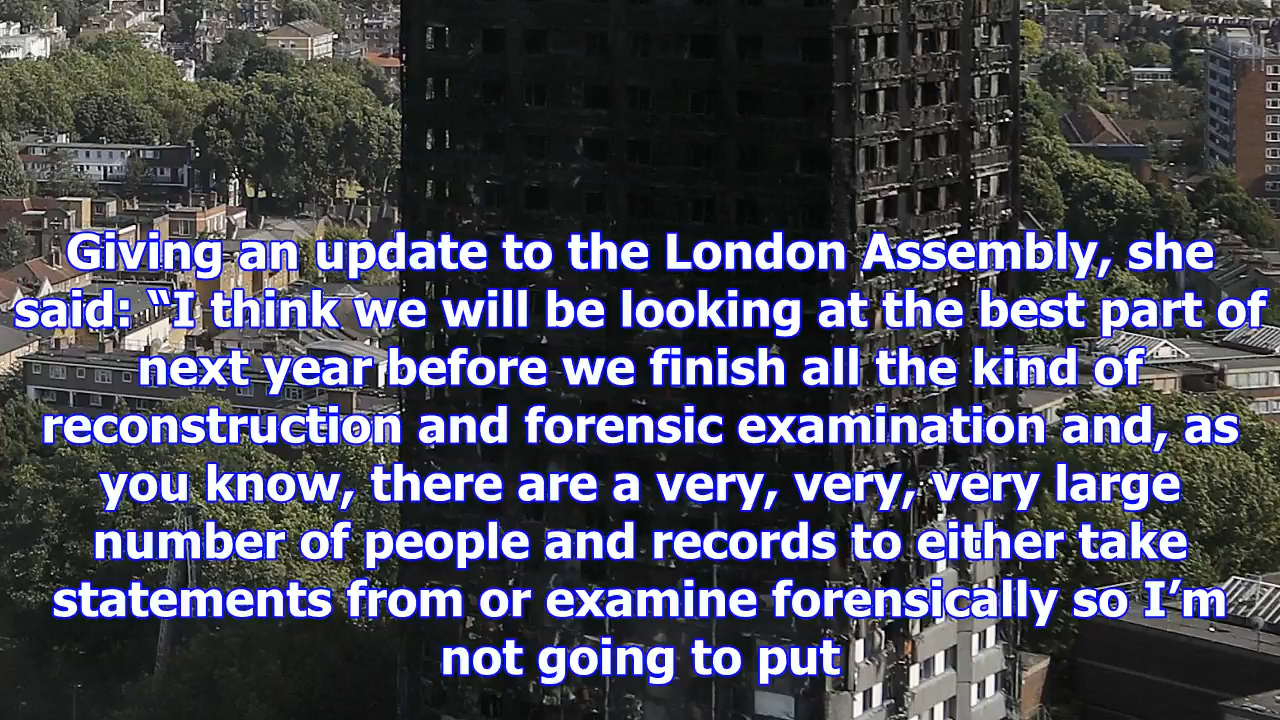 Giving an update to the London Assembly, she
said: “I think we will be looking at the best part of
next year before we finish all the kind of
reconstruction and forensic examination and, as
you know, there are a very, very, very large
number of people and records to either take
statements from or examine forensically so I’m
not going to put